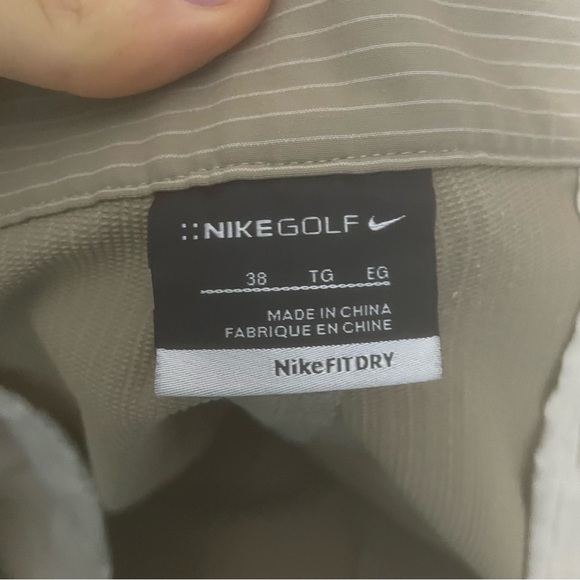 ::NIKEGOLF
38 TG EG
MADE IN CHINA
FABRIQUE EN CHINE
NikeFITDRY